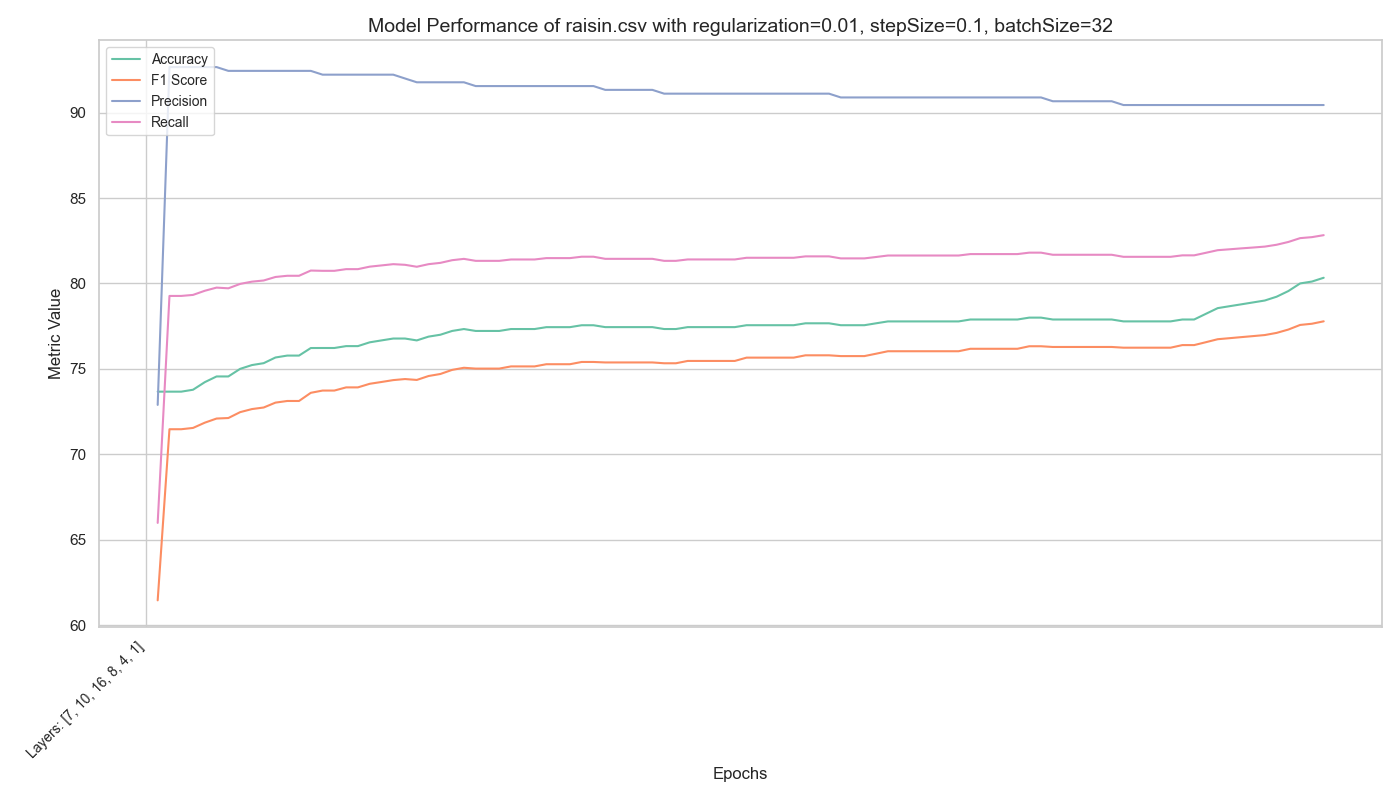 Model Performance of raisin.csv with regularization=0.01, stepSize=0.1, batchSize=32
Accuracy
F1 Score
Precision
Recall
Metric Value
90
85
80
75
70
65
60
Layers: [7, 10, 16, 8, 4, 1]
Epochs